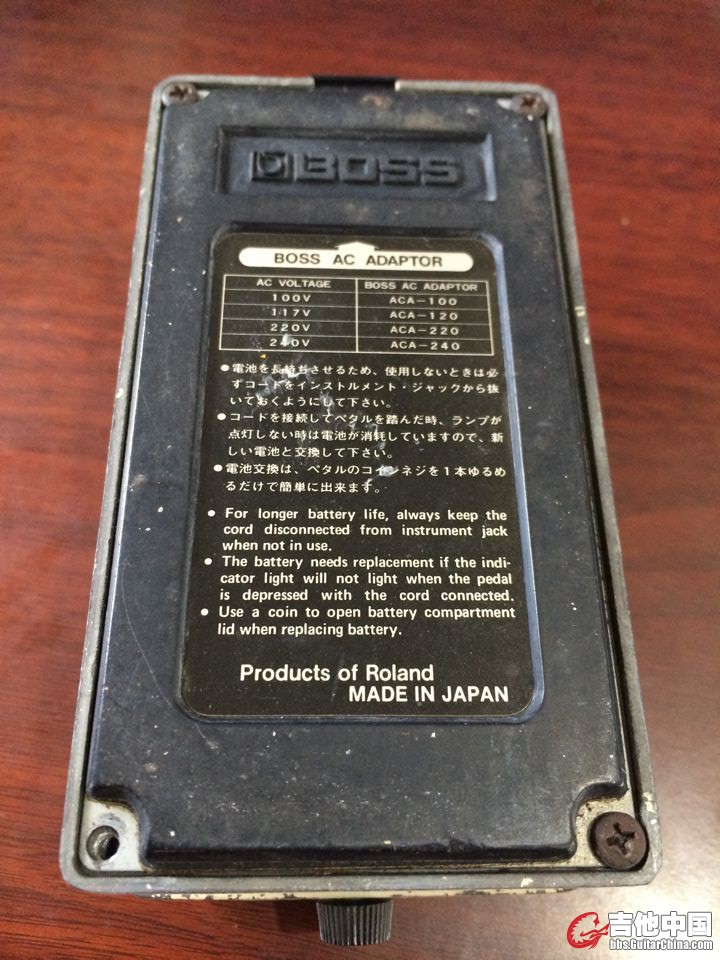 BOSS
BOSS AC ADAPTOR
AC VOLTAGE BOSS AC ADAPTOR
100V ACA-100
117V ACA-120
220V ACA-220
240V ACA-240
●電池を長持ちさせるため、使用しないときは必
ずコードをインストルメント・ジャックから抜
いておくようにして下さい。
●コードを接続してペタルを踏んだ時、ランプが
点灯しない時は電池が消耗していますので、新
しい電池と交換して下さい。
●電池交換は、ペタルのコインネジを1本ゆるめ
るだけで簡単に出来ます。
● For longer battery life, always keep the
cord disconnected from instrument jack
when not in use.
● The battery needs replacement if the indi-
cator light will not light when the pedal
is depressed with the cord connected.
● Use a coin to open battery compartment
lid when replacing battery.
Products of Roland
MADE IN JAPAN
吉他中国
bbs.GuitarChina.com